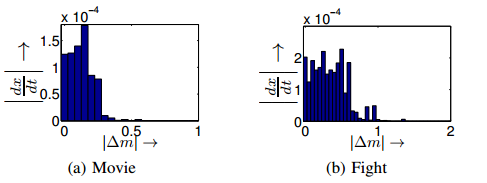 x 10⁻⁴
1.5
1
0.5
0
|dx/dt| →
0 0.5 1
|Δm| →
(a) Movie
x 10⁻⁴
2
1
0
|dx/dt| →
0 1 2
|Δm| →
(b) Fight